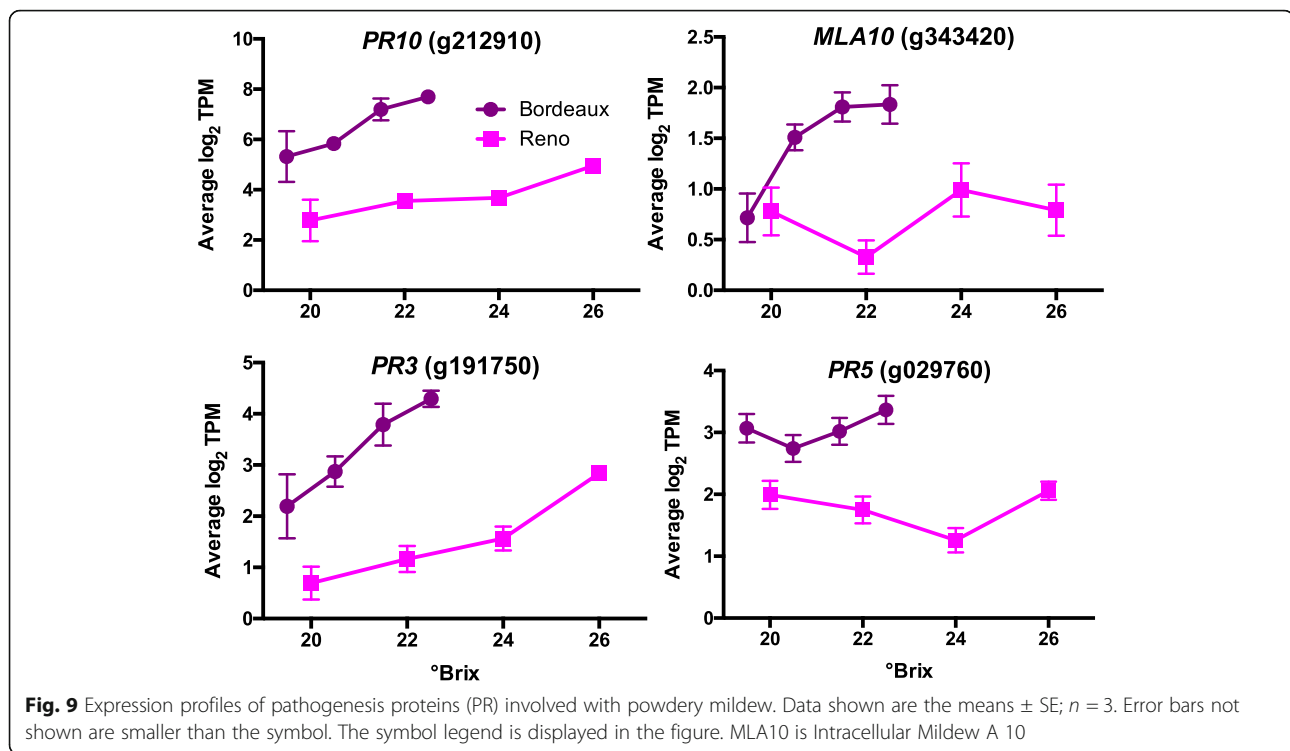 PR10 (g212910)
Average log2 TPM
10
8
6
4
2
0
20 22 24 26
Bordeaux
Reno
MLA10 (g343420)
Average log2 TPM
2.5
2.0
1.5
1.0
0.5
0.0
20 22 24 26
PR3 (g191750)
Average log2 TPM
5
4
3
2
1
0
20 22 24 26
°Brix
PR5 (g029760)
Average log2 TPM
4
3
2
1
0
20 22 24 26
°Brix
Fig. 9 Expression profiles of pathogenesis proteins (PR) involved with powdery mildew. Data shown are the means ± SE; n = 3. Error bars not
shown are smaller than the symbol. The symbol legend is displayed in the figure. MLA10 is Intracellular Mildew A 10